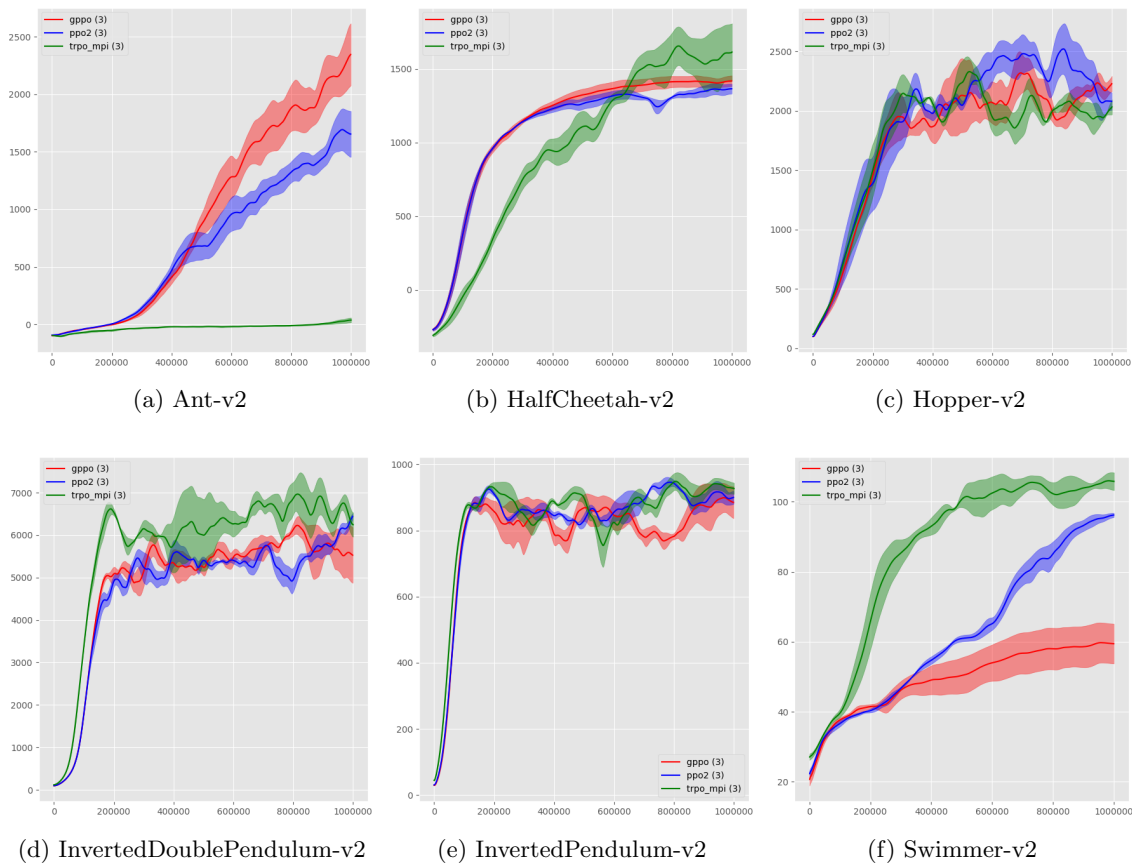 gppo (3)
ppo2 (3)
trpo_mpi (3)
2500
2000
1500
1000
500
0
0 200000 400000 600000 800000 1000000
(a) Ant-v2
gppo (3)
ppo2 (3)
trpo_mpi (3)
1500
1000
500
0
0 200000 400000 600000 800000 1000000
(b) HalfCheetah-v2
gppo (3)
ppo2 (3)
trpo_mpi (3)
2500
2000
1500
1000
500
0
0 200000 400000 600000 800000 1000000
(c) Hopper-v2
gppo (3)
ppo2 (3)
trpo_mpi (3)
7000
6000
5000
4000
3000
2000
1000
0
0 200000 400000 600000 800000 1000000
(d) InvertedDoublePendulum-v2
1000
800
600
400
200
0
gppo (3)
ppo2 (3)
trpo_mpi (3)
0 200000 400000 600000 800000 1000000
(e) InvertedPendulum-v2
gppo (3)
ppo2 (3)
trpo_mpi (3)
100
80
60
40
20
0 200000 400000 600000 800000 1000000
(f) Swimmer-v2